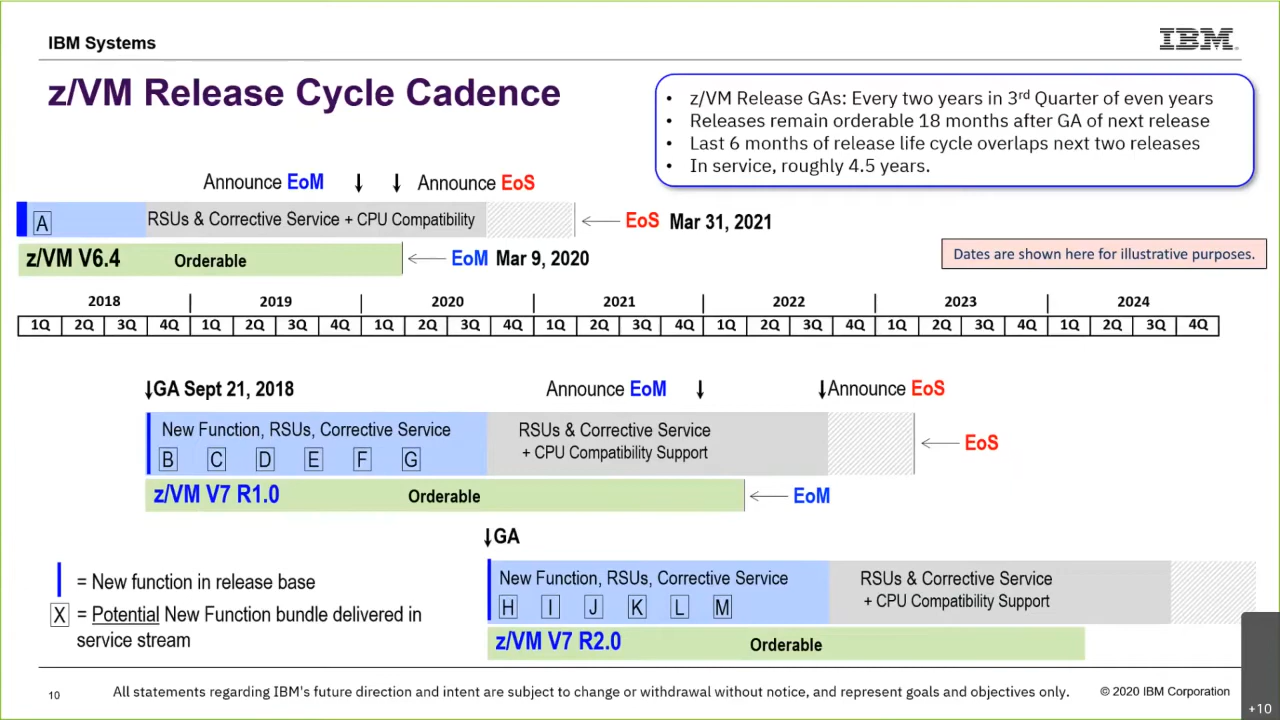 IBM Systems
IBM
z/VM Release Cycle Cadence
• z/VM Release GAs: Every two years in 3rd Quarter of even years
• Releases remain orderable 18 months after GA of next release
• Last 6 months of release life cycle overlaps next two releases
• In service, roughly 4.5 years.
Announce EoM
Announce EoS
A
RSUs & Corrective Service + CPU Compatibility
EoS Mar 31, 2021
z/VM V6.4
Orderable
EoM Mar 9, 2020
Dates are shown here for illustrative purposes.
2018 2019 2020 2021 2022 2023 2024
1Q 2Q 3Q 4Q 1Q 2Q 3Q 4Q 1Q 2Q 3Q 4Q 1Q 2Q 3Q 4Q 1Q 2Q 3Q 4Q 1Q 2Q 3Q 4Q 1Q 2Q 3Q 4Q
GA Sept 21, 2018
Announce EoM
Announce EoS
New Function, RSUs, Corrective Service
B C D E F G
RSUs & Corrective Service
+ CPU Compatibility Support
EoS
z/VM V7 R1.0
Orderable
EoM
GA
New Function, RSUs, Corrective Service
H I J K L M
RSUs & Corrective Service
+ CPU Compatibility Support
z/VM V7 R2.0
Orderable
= New function in release base
X = Potential New Function bundle delivered in
service stream
10
All statements regarding IBM's future direction and intent are subject to change or withdrawal without notice, and represent goals and objectives only.
© 2020 IBM Corporation
+10